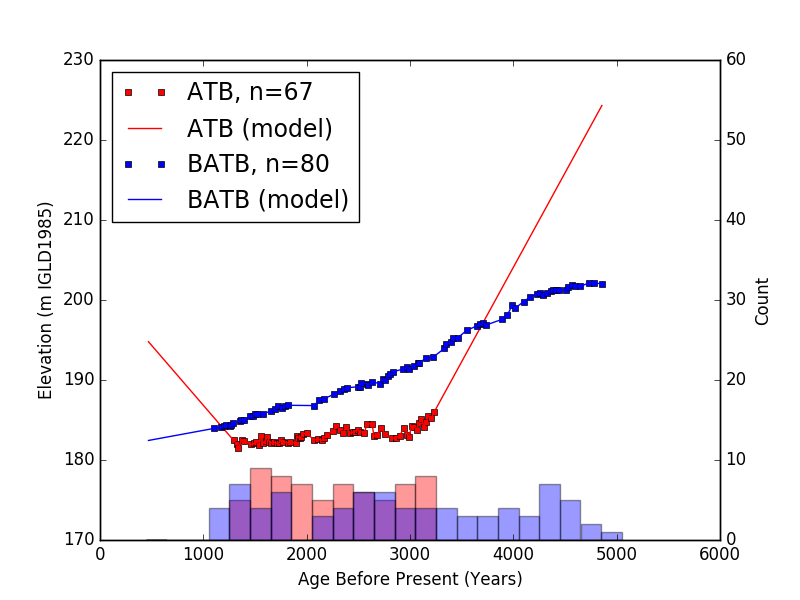 230
220
210
200
190
180
170
Elevation (m IGLD1985)
ATB, n=67
ATB (model)
BATB, n=80
BATB (model)
60
50
40
30
20
10
0
Count
0 1000 2000 3000 4000 5000 6000
Age Before Present (Years)